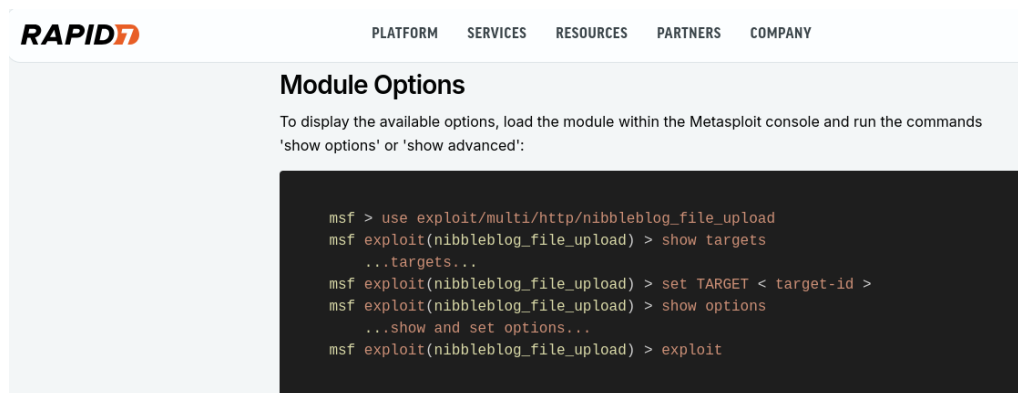 RAPID7
PLATFORM SERVICES RESOURCES PARTNERS COMPANY
Module Options
To display the available options, load the module within the Metasploit console and run the commands
'show options' or 'show advanced':
msf > use exploit/multi/http/nibbleblog_file_upload
msf exploit(nibbleblog_file_upload) > show targets
...targets...
msf exploit(nibbleblog_file_upload) > set TARGET < target-id >
msf exploit(nibbleblog_file_upload) > show options
...show and set options...
msf exploit(nibbleblog_file_upload) > exploit